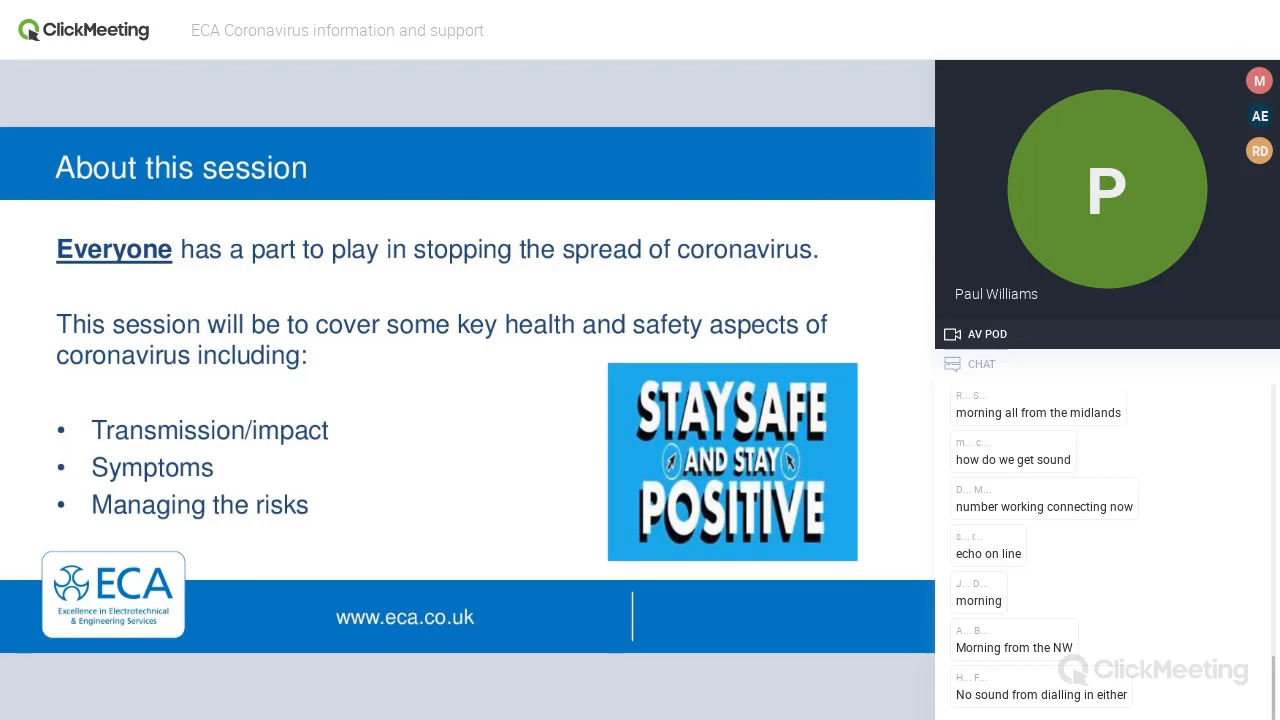 ClickMeeting
ECA Coronavirus information and support
About this session
Everyone has a part to play in stopping the spread of coronavirus.
This session will be to cover some key health and safety aspects of
coronavirus including:
• Transmission/impact
• Symptoms
• Managing the risks
STAY SAFE
AND STAY
POSITIVE
ECA
Excellence in Electrotechnical
& Engineering Services
www.eca.co.uk
P
M
AE
RD
Paul Williams
AV POD
CHAT
R... S...
morning all from the midlands
m... c...
how do we get sound
D... M...
number working connecting now
s... r...
echo on line
J... D...
morning
A... B...
Morning from the NW
H... F...
No sound from dialling in either
ClickMeeting